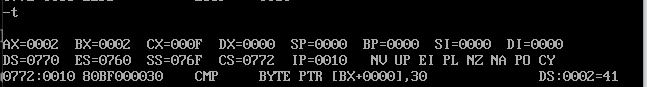 -t
AX=0002 BX=0002 CX=000F DX=0000 SP=0000 BP=0000 SI=0000 DI=0000
DS=0770 ES=0760 SS=076F CS=0772 IP=0010 NV UP EI PL NZ NA PO CY
0772:0010 80BF000030 CMP BYTE PTR [BX+0000],30 DS:0002=41